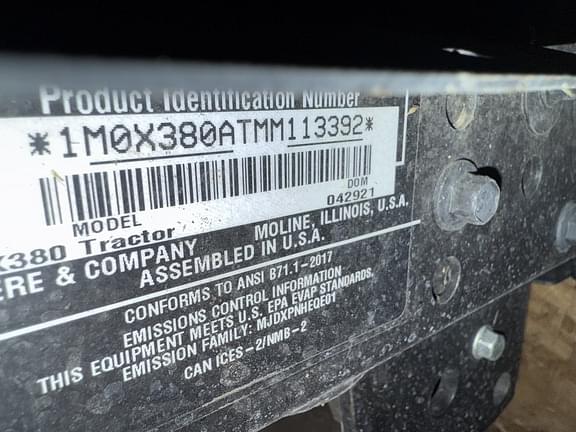 Product Identification Number
*1M0X380ATMM113392*
DOM
042921
MODEL
X380 Tractor
ERE & COMPANY
MOLINE, ILLINOIS, U.S.A.
ASSEMBLED IN U.S.A.
CONFORMS TO ANSI B71.1-2017
EMISSIONS CONTROL INFORMATION
THIS EQUIPMENT MEETS U.S. EPA EVAP STANDARDS.
EMISSION FAMILY: MJDXPNHEQE01
CAN ICES-2/NMB-2